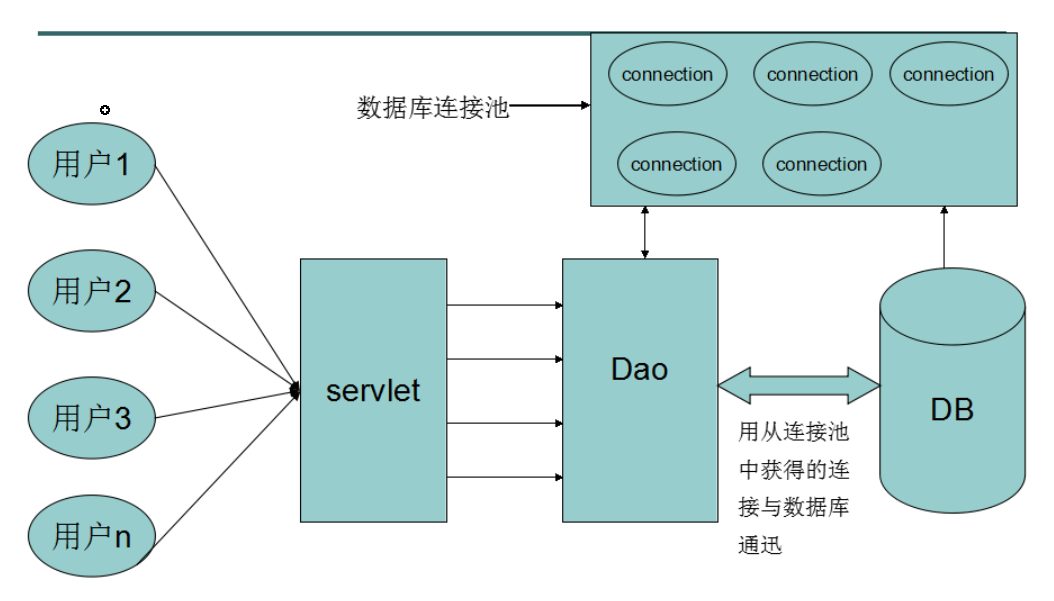 connection
connection
connection
数据库连接池
connection
connection
用户1
用户2
用户3
用户n
servlet
Dao
DB
用从连接池
中获得的连
接与数据库
通迅